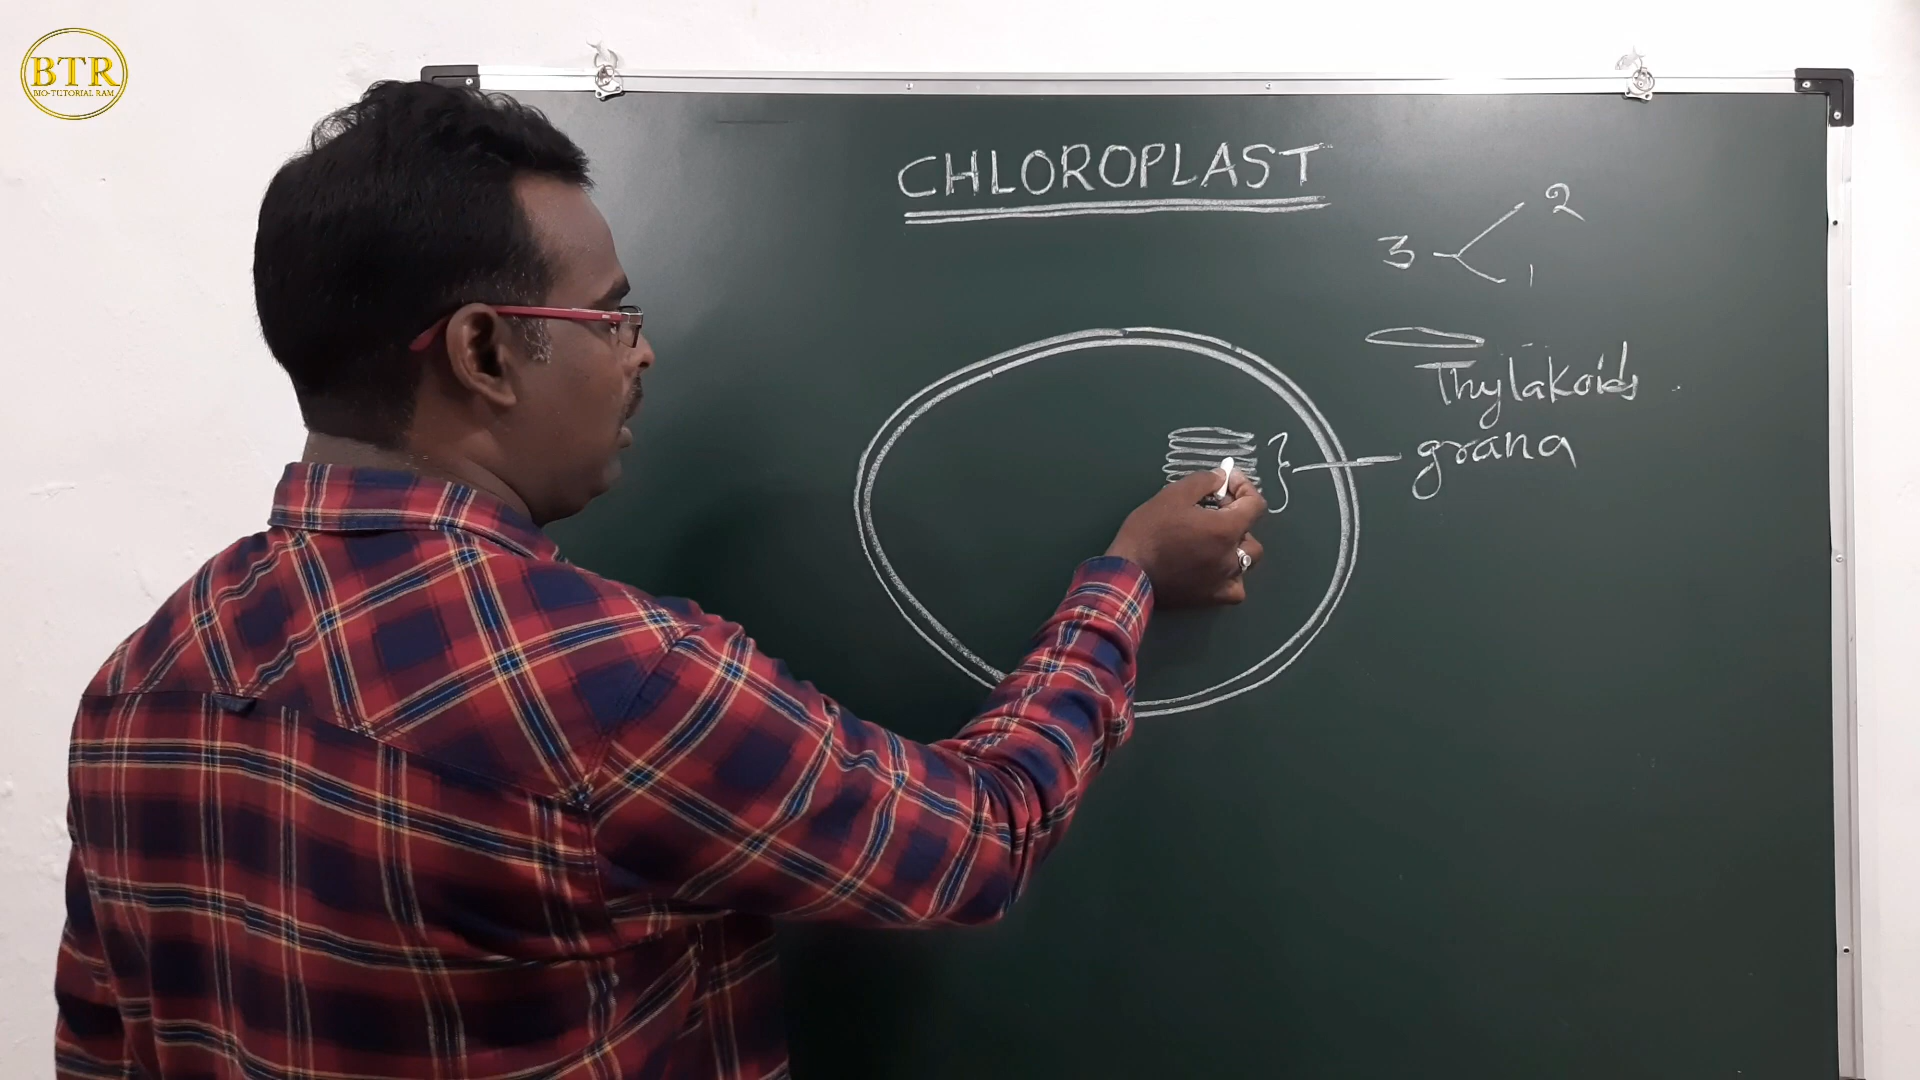 BTR
BIO-TUTORIAL RAM
CHLOROPLAST
3 2
1
Thylakoids
grana